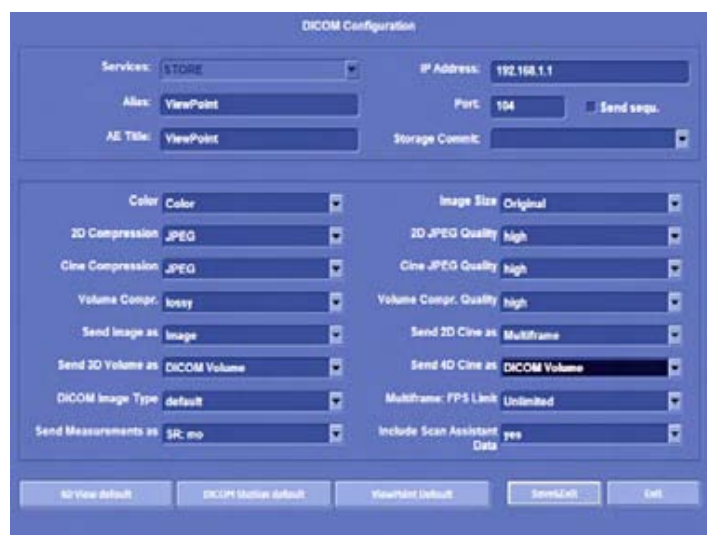 DICOM Configuration
Services: STORE
IP Address: 192.168.1.1
Alias: ViewPoint
Port: 104 Send sequ.
AE Title: ViewPoint
Storage Commit:
Color Color
Image Size Original
2D Compression JPEG
2D JPEG Quality high
Cine Compression JPEG
Cine JPEG Quality high
Volume Compr. lossy
Volume Compr. Quality high
Send Image as Image
Send 2D Cine as Multiframe
Send 3D Volume as DICOM Volume
Send 4D Cine as DICOM Volume
DICOM Image Type default
Multiframe: FPS Limit Unlimited
Send Measurements as SR: mo
Include Scan Assistant Data yes
4D View default
DICOM Station default
ViewPoint Default
Save&Exit
Exit